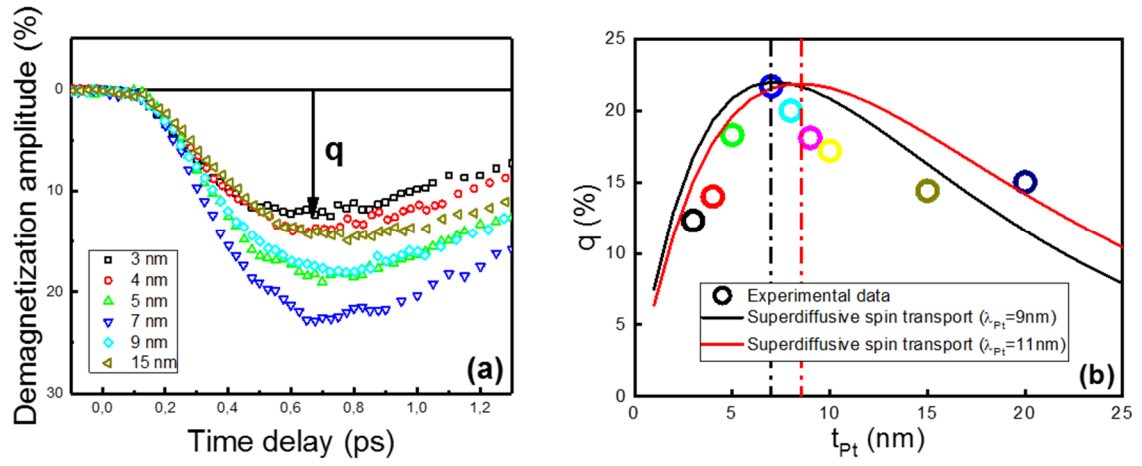 Demagnetization amplitude (%)
0
10
20
30
q
3 nm
4 nm
5 nm
7 nm
9 nm
15 nm
(a)
0,0 0,2 0,4 0,6 0,8 1,0 1,2
Time delay (ps)
q (%)
25
20
15
10
5
0
Experimental data
Superdiffusive spin transport (λPt=9nm)
Superdiffusive spin transport (λPt=11nm)
(b)
0 5 10 15 20 25
tPt (nm)